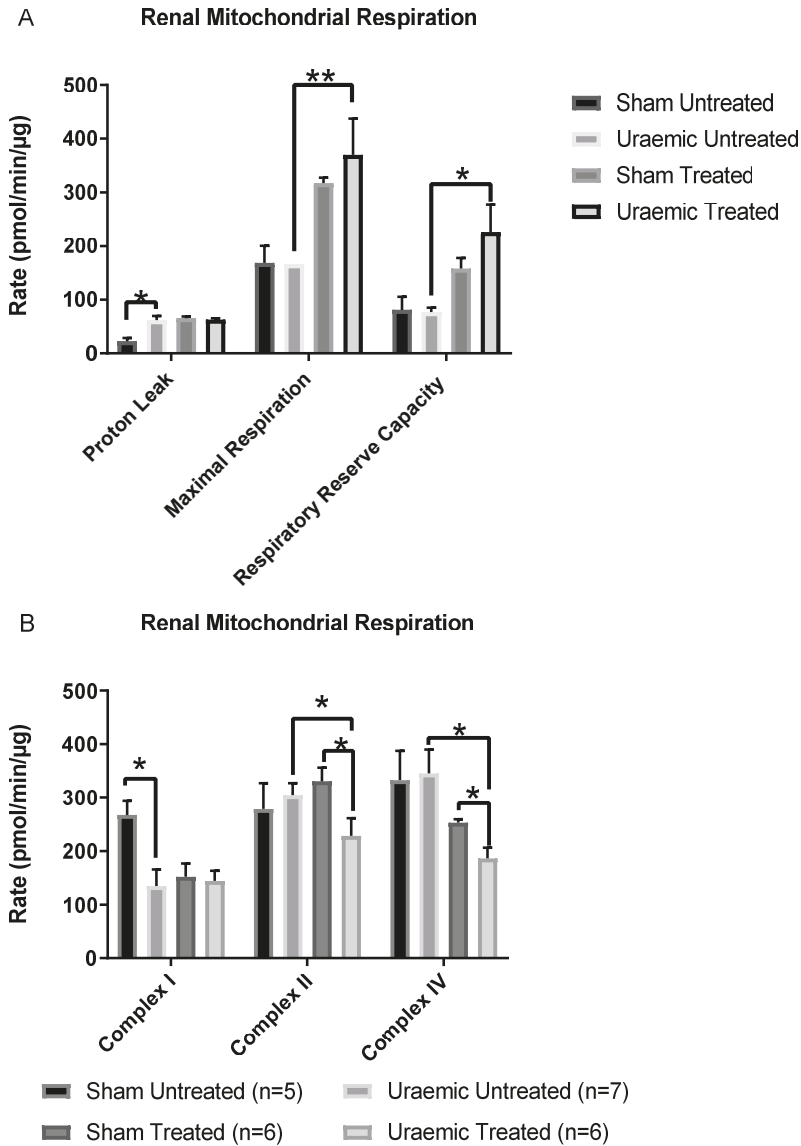 A
Renal Mitochondrial Respiration
Rate (pmol/min/µg)
500
400
300
200
100
0
**
*
*
Proton Leak
Maximal Respiration
Respiratory Reserve Capacity
Sham Untreated
Uraemic Untreated
Sham Treated
Uraemic Treated
B
Renal Mitochondrial Respiration
Rate (pmol/min/µg)
500
400
300
200
100
0
*
*
*
*
*
Complex I
Complex II
Complex IV
Sham Untreated (n=5) Uraemic Untreated (n=7)
Sham Treated (n=6) Uraemic Treated (n=6)